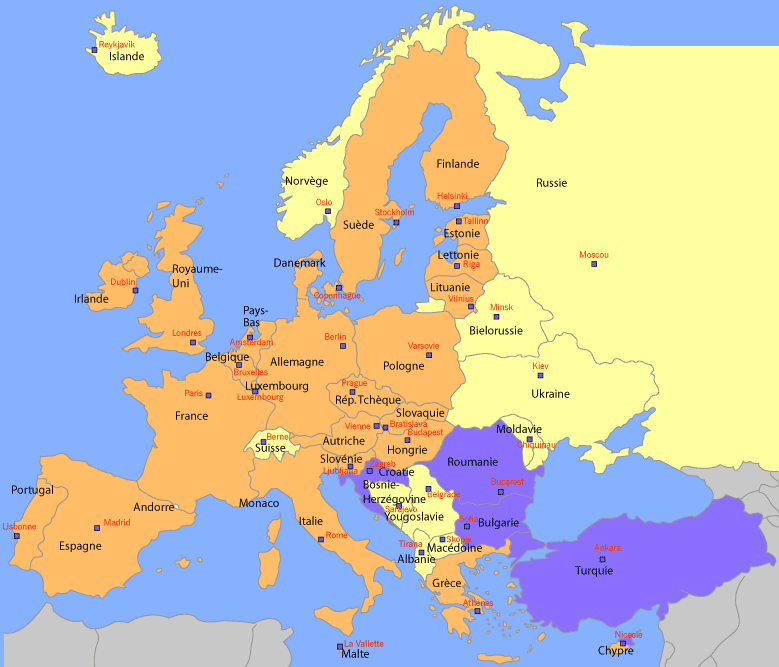 Reykjavik
Islande
Norvège
Oslo
Suède
Stockholm
Finlande
Helsinki
Russie
Moscou
Tallinn
Estonie
Lettonie
Riga
Lituanie
Vilnius
Danemark
Copenhague
Royaume-
Uni
Dublin
Irlande
Londres
Pays-
Bas
Amsterdam
Belgique
Bruxelles
Luxembourg
Luxembourg
Allemagne
Berlin
Varsovie
Pologne
Minsk
Bielorussie
Kiev
Ukraine
Paris
France
Prague
Rép.Tchèque
Slovaquie
Vienne
Bratislava
Budapest
Autriche
Hongrie
Berne
Suisse
Slovénie
Ljubljana
Zagreb
Croatie
Moldavie
Chiquinau
Roumanie
Bucarest
Bosnie-
Herzégovine
Sarajevo
Belgrade
Yougoslavie
Sofia
Bulgarie
Portugal
Lisbonne
Madrid
Espagne
Andorre
Monaco
Italie
Rome
Tirana
Albanie
Skopje
Macédoine
Grèce
Athènes
Ankara
Turquie
Nicosie
Chypre
La Vallette
Malte